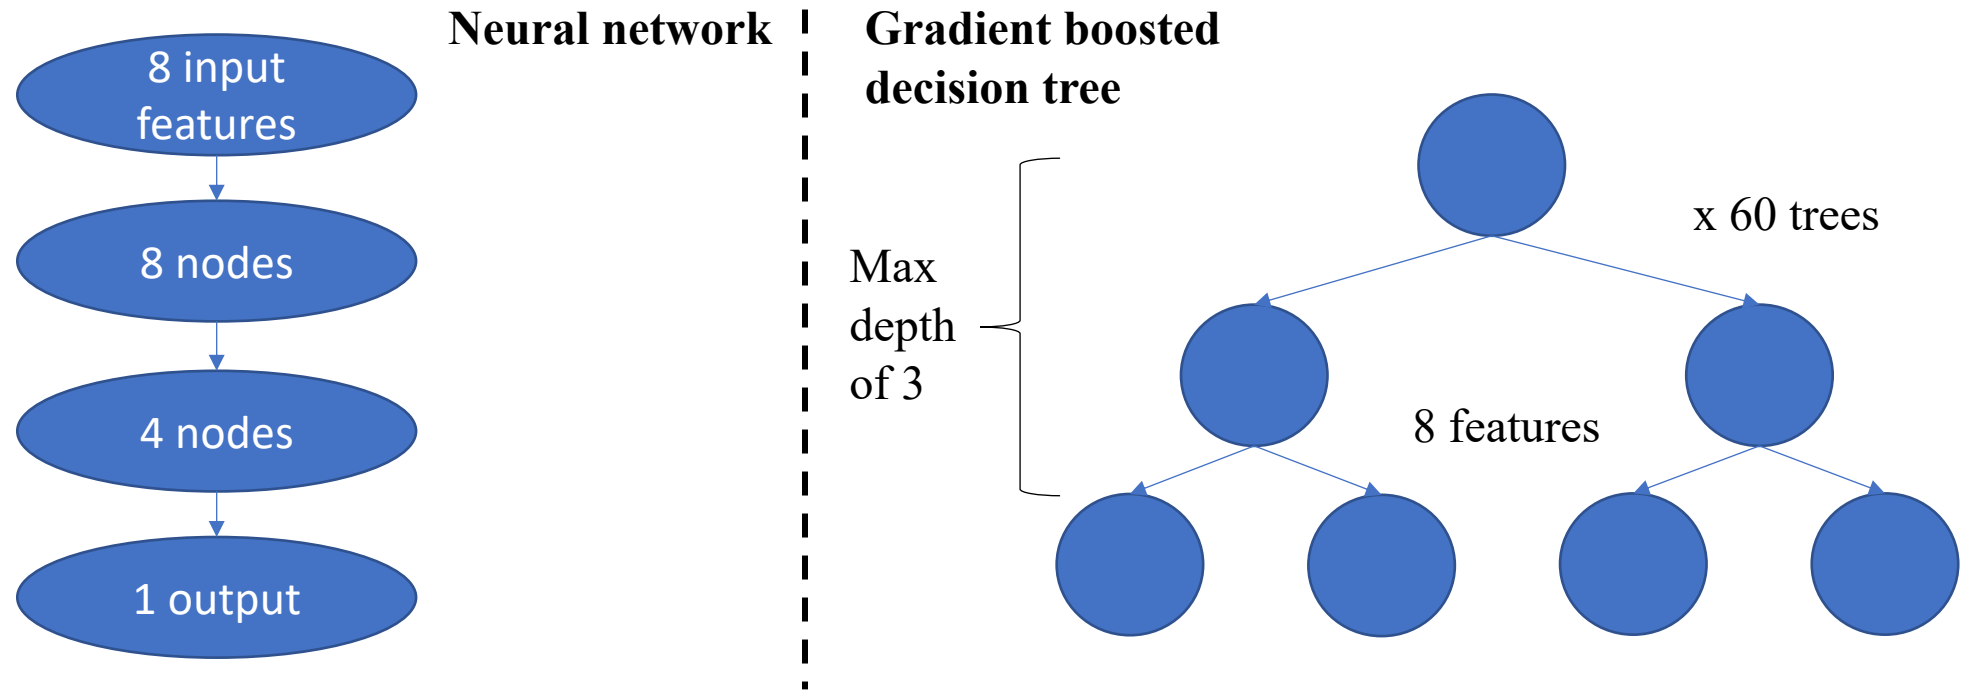 Neural network
8 input
features
8 nodes
4 nodes
1 output
Gradient boosted
decision tree
x 60 trees
Max
depth
of 3
8 features